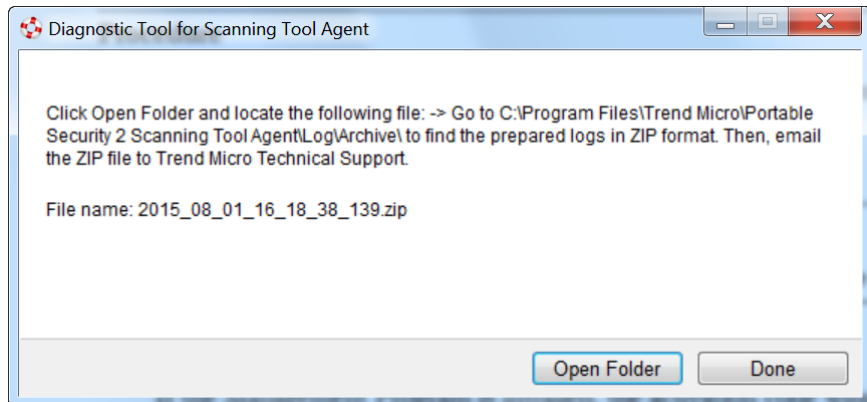 Diagnostic Tool for Scanning Tool Agent
Click Open Folder and locate the following file: -> Go to C:\Program Files\Trend Micro\Portable
Security 2 Scanning Tool Agent\Log\Archive\ to find the prepared logs in ZIP format. Then, email
the ZIP file to Trend Micro Technical Support.
File name: 2015_08_01_16_18_38_139.zip
Open Folder
Done